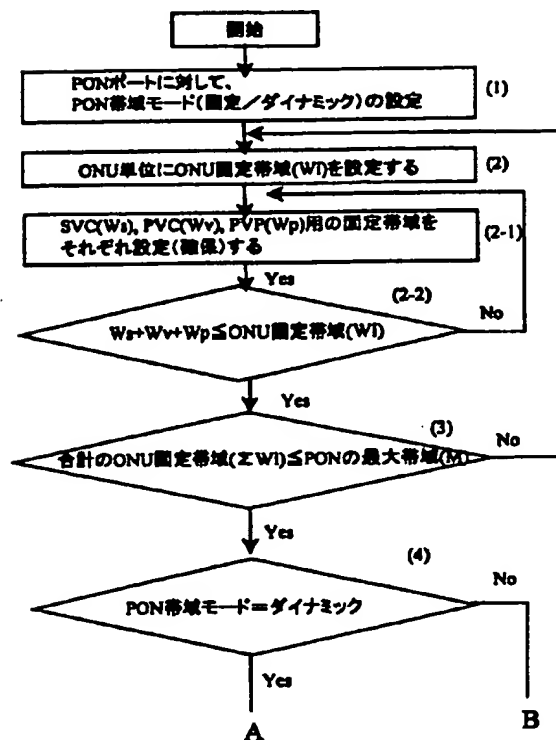 開始
PONポートに対して、
PON帯域モード(固定/ダイナミック)の設定
(1)
ONU単位にONU固定帯域(WI)を設定する
(2)
SVC(Ws), PVC(Wv), PVP(Wp)用の固定帯域を
それぞれ設定(確保)する
(2-1)
Yes
(2-2)
No
Ws+Wv+Wp≦ONU固定帯域(WI)
Yes
(3)
No
合計のONU固定帯域(ΣWI)≦PONの最大帯域(M)
Yes
(4)
No
PON帯域モード=ダイナミック
Yes
A
B